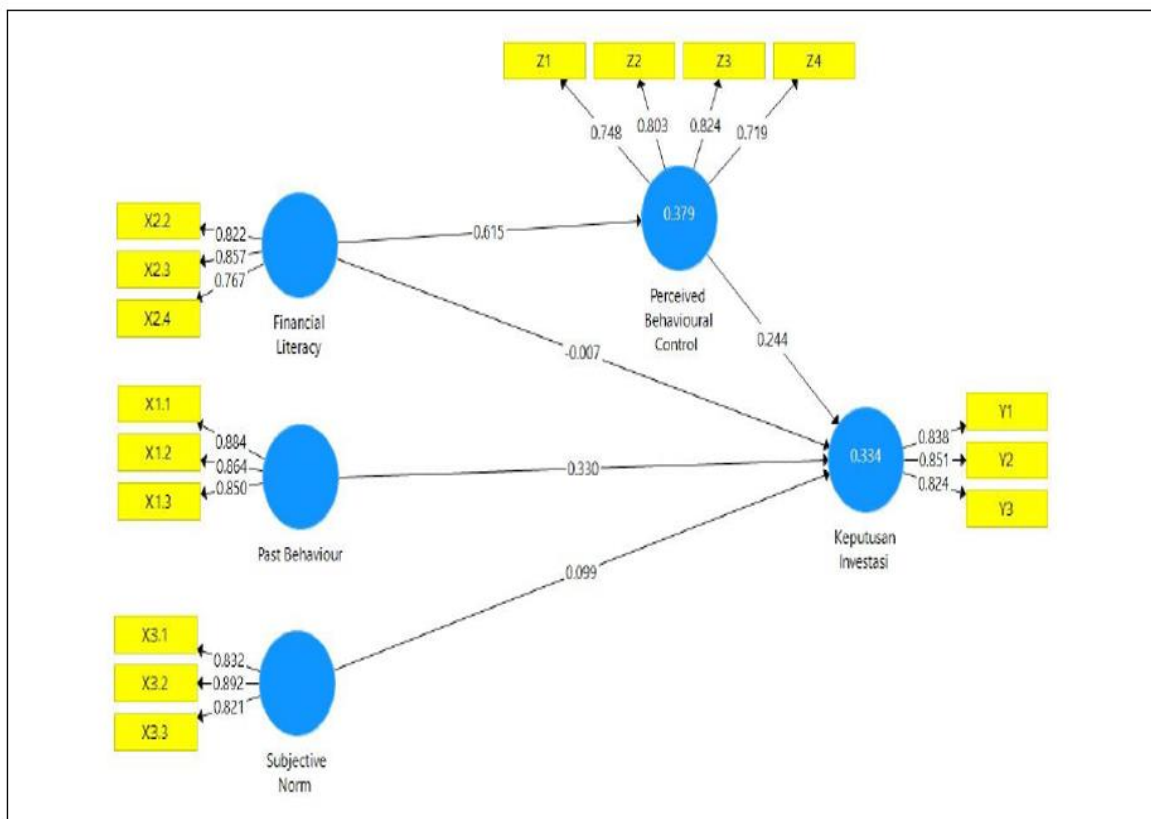 Z1
Z2
Z3
Z4
0.748
0.803
0.824
0.719
0.379
Perceived
Behavioural
Control
X2.2
X2.3
X2.4
0.822
0.857
0.767
Financial
Literacy
0.615
-0.007
0.244
X1.1
X1.2
X1.3
0.884
0.864
0.850
Past Behaviour
0.330
0.334
Keputusan
Investasi
0.838
0.851
0.824
Y1
Y2
Y3
X3.1
X3.2
X3.3
0.832
0.892
0.821
Subjective
Norm
0.099